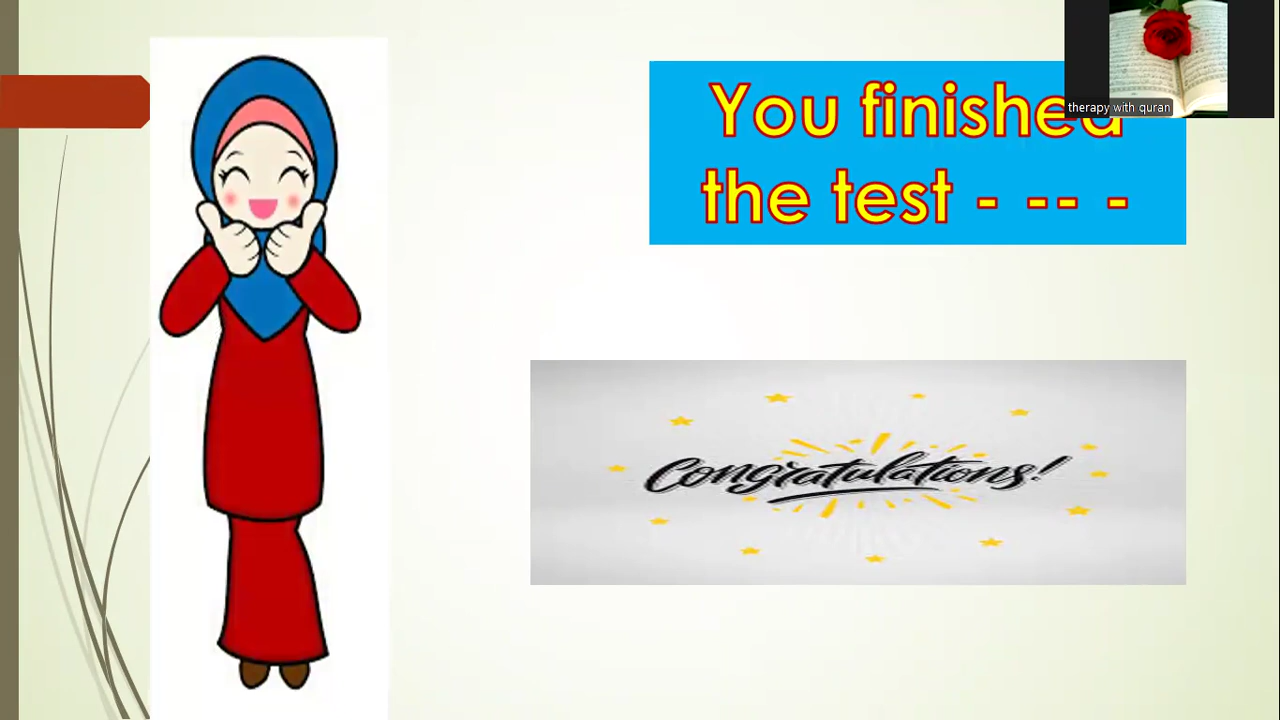 You finished
the test - -- -
therapy with quran
Congratulations!